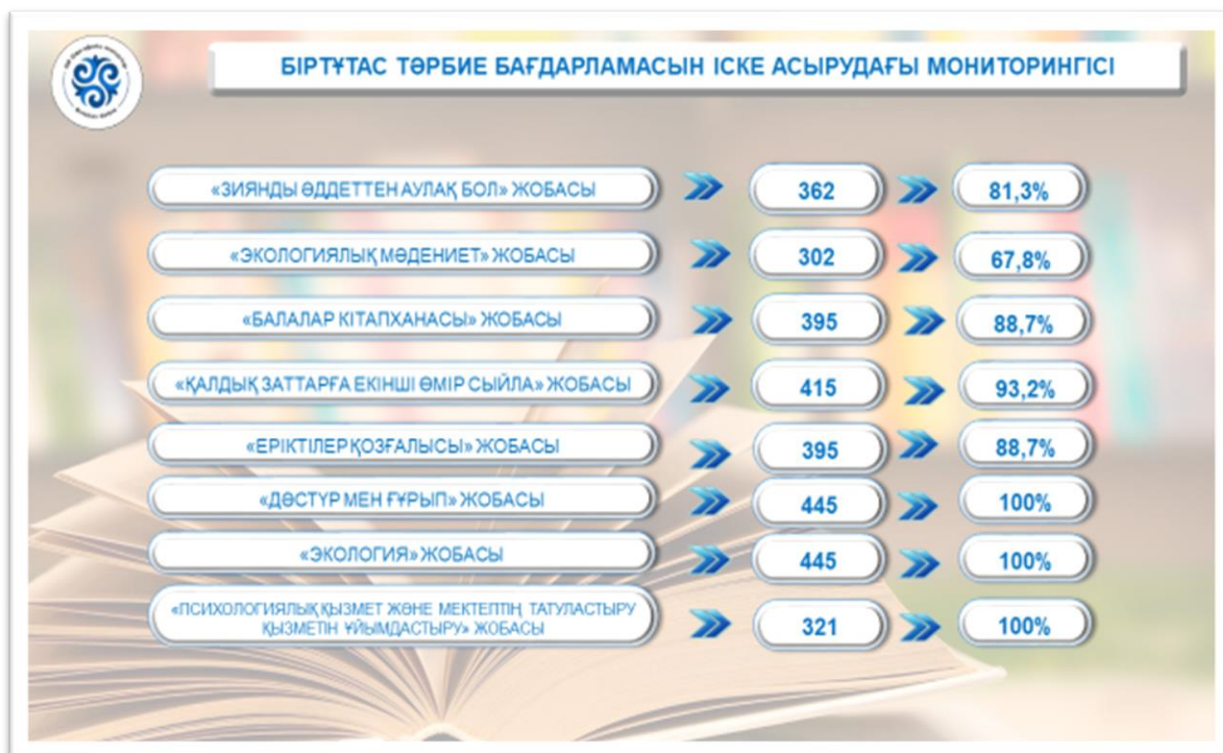 БІРТҰТАС ТӘРБИЕ БАҒДАРЛАМАСЫН ІСКЕ АСЫРУДАҒЫ МОНИТОРИНГІСІ
«ЗИЯНДЫ ӘДДЕТТЕН АУЛАҚ БОЛ» ЖОБАСЫ 362 81,3%
«ЭКОЛОГИЯЛЫҚ МӘДЕНИЕТ» ЖОБАСЫ 302 67,8%
«БАЛАЛАР КІТАПХАНАСЫ» ЖОБАСЫ 395 88,7%
«ҚАЛДЫҚ ЗАТТАРҒА ЕКІНШІ ӨМІР СЫЙЛА» ЖОБАСЫ 415 93,2%
«ЕРІКТІЛЕР ҚОЗҒАЛЫСЫ» ЖОБАСЫ 395 88,7%
«ДӘСТҮР МЕН ҒҰРЫП» ЖОБАСЫ 445 100%
«ЭКОЛОГИЯ» ЖОБАСЫ 445 100%
«ПСИХОЛОГИЯЛЫҚ ҚЫЗМЕТ ЖӘНЕ МЕКТЕПТІҢ ТАТУЛАСТЫРУ
ҚЫЗМЕТІН ҰЙЫМДАСТЫРУ» ЖОБАСЫ 321 100%